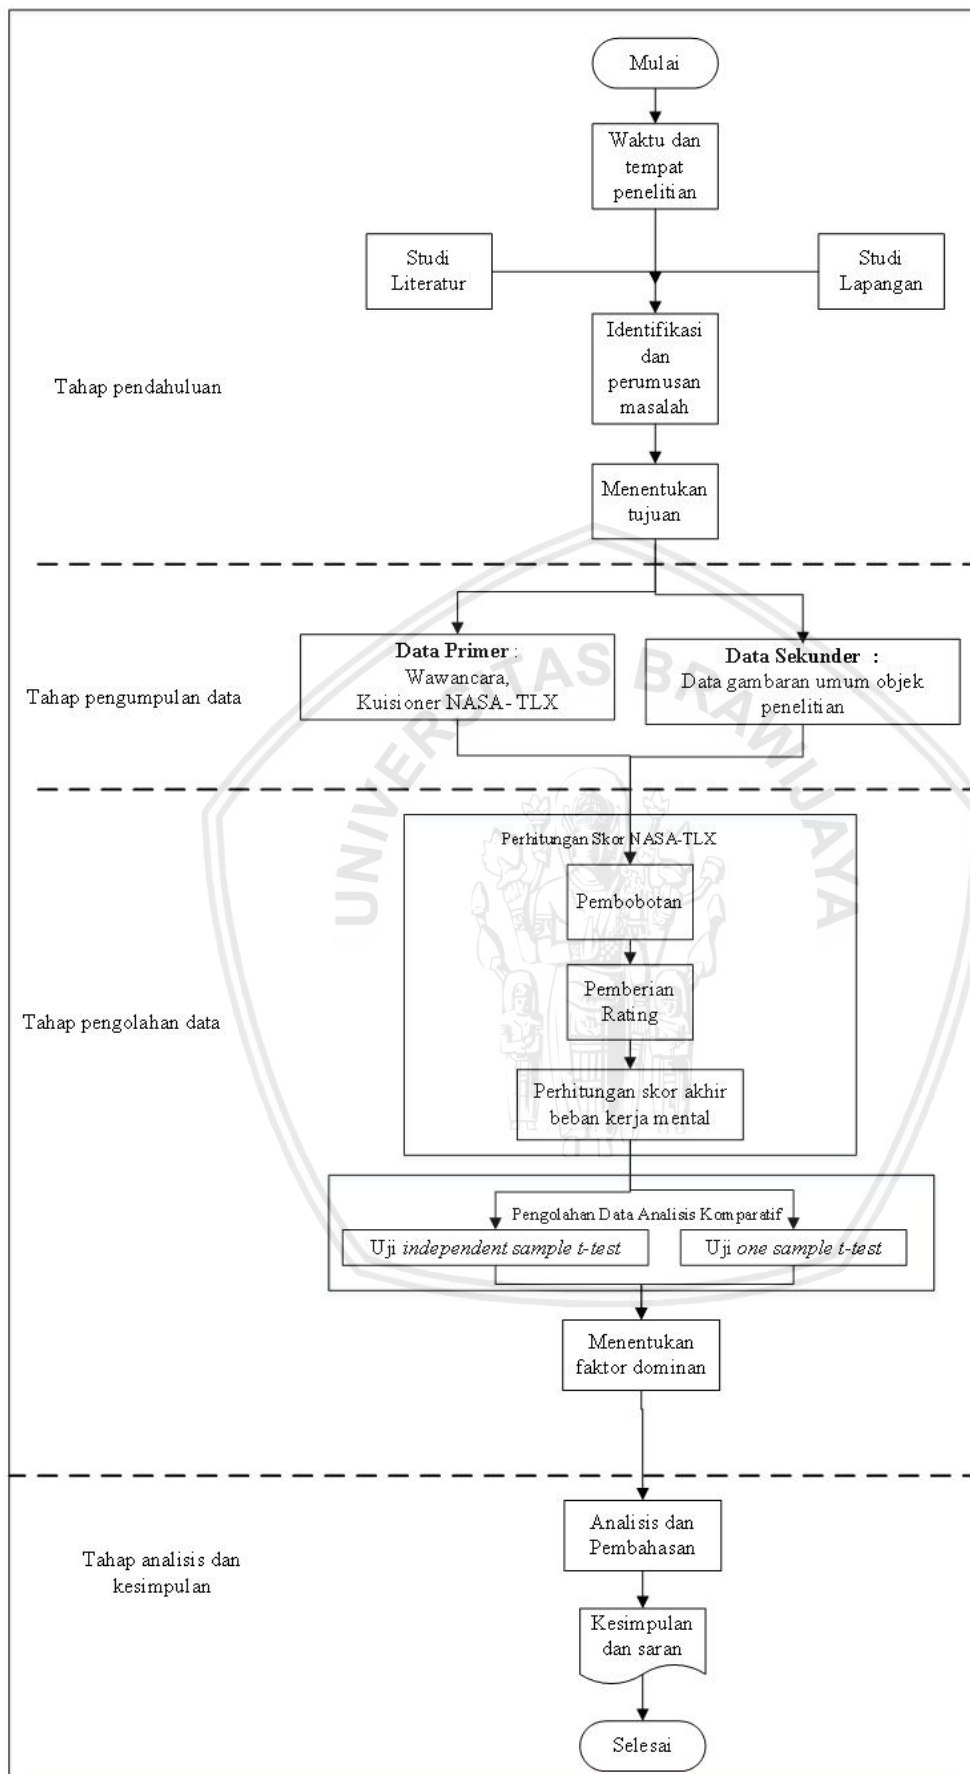 Mulai
Waktu dan
tempat
penelitian
Studi
Literatur
Studi
Lapangan
Identifikasi
dan
perumusan
masalah
Tahap pendahuluan
Menentukan
tujuan
Data Primer :
Wawancara,
Kuisioner NASA- TLX
Data Sekunder :
Data gambaran umum objek
penelitian
Tahap pengumpulan data
UNIVERSITAS BRAWIJAYA
Perhitungan Skor NASA-TLX
Pembobotan
Pemberian
Rating
Tahap pengolahan data
Perhitungan skor akhir
beban kerja mental
Pengolahan Data Analisis Komparatif
Uji independent sample t-test
Uji one sample t-test
Menentukan
faktor dominan
Analisis dan
Pembahasan
Tahap analisis dan
kesimpulan
Kesimpulan
dan saran
Selesai